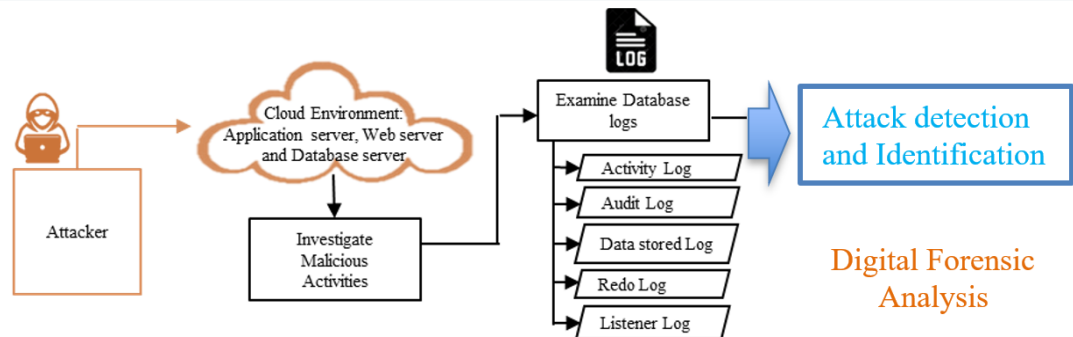 Attacker
Cloud Environment:
Application server, Web server
and Database server
Investigate
Malicious
Activities
LOG
Examine Database
logs
Activity Log
Audit Log
Data stored Log
Redo Log
Listener Log
Attack detection
and Identification
Digital Forensic
Analysis